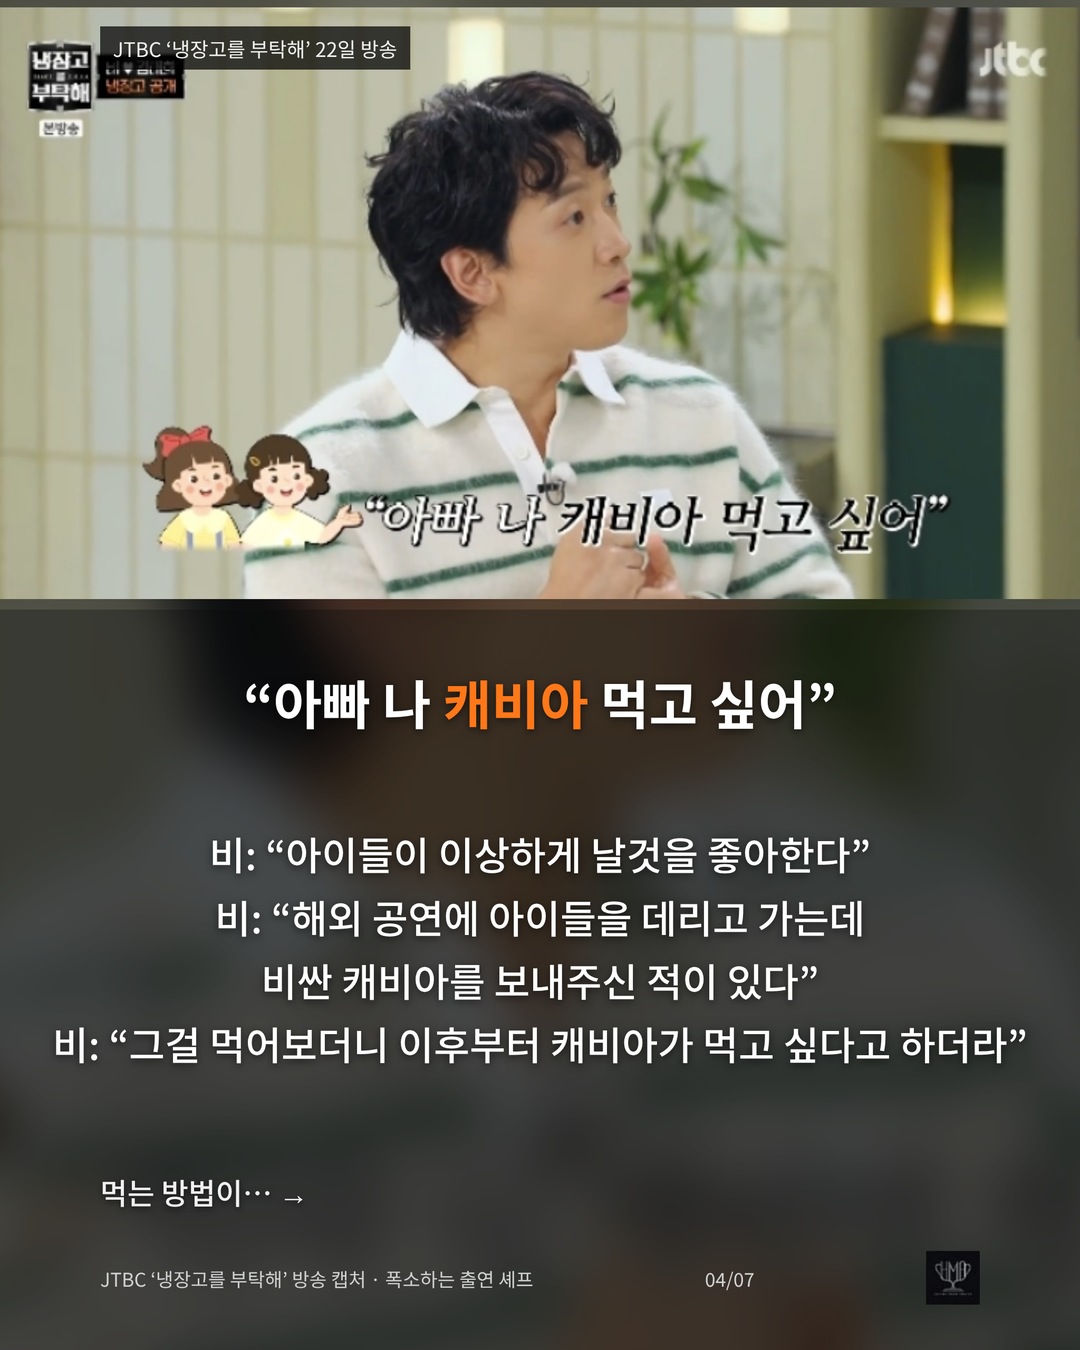 JTBC ‘냉장고를 부탁해’ 22일 방송
냉장고
부탁해
냉장고 공개
본방송
jtbc
“아빠 나 캐비아 먹고 싶어”
“아빠 나 캐비아 먹고 싶어”
비: “아이들이 이상하게 날것을 좋아한다”
비: “해외 공연에 아이들을 데리고 가는데
비싼 캐비아를 보내주신 적이 있다”
비: “그걸 먹어보더니 이후부터 캐비아가 먹고 싶다고 하더라”
먹는 방법이… →
JTBC ‘냉장고를 부탁해’ 방송 캡처 · 폭소하는 출연 셰프
04/07